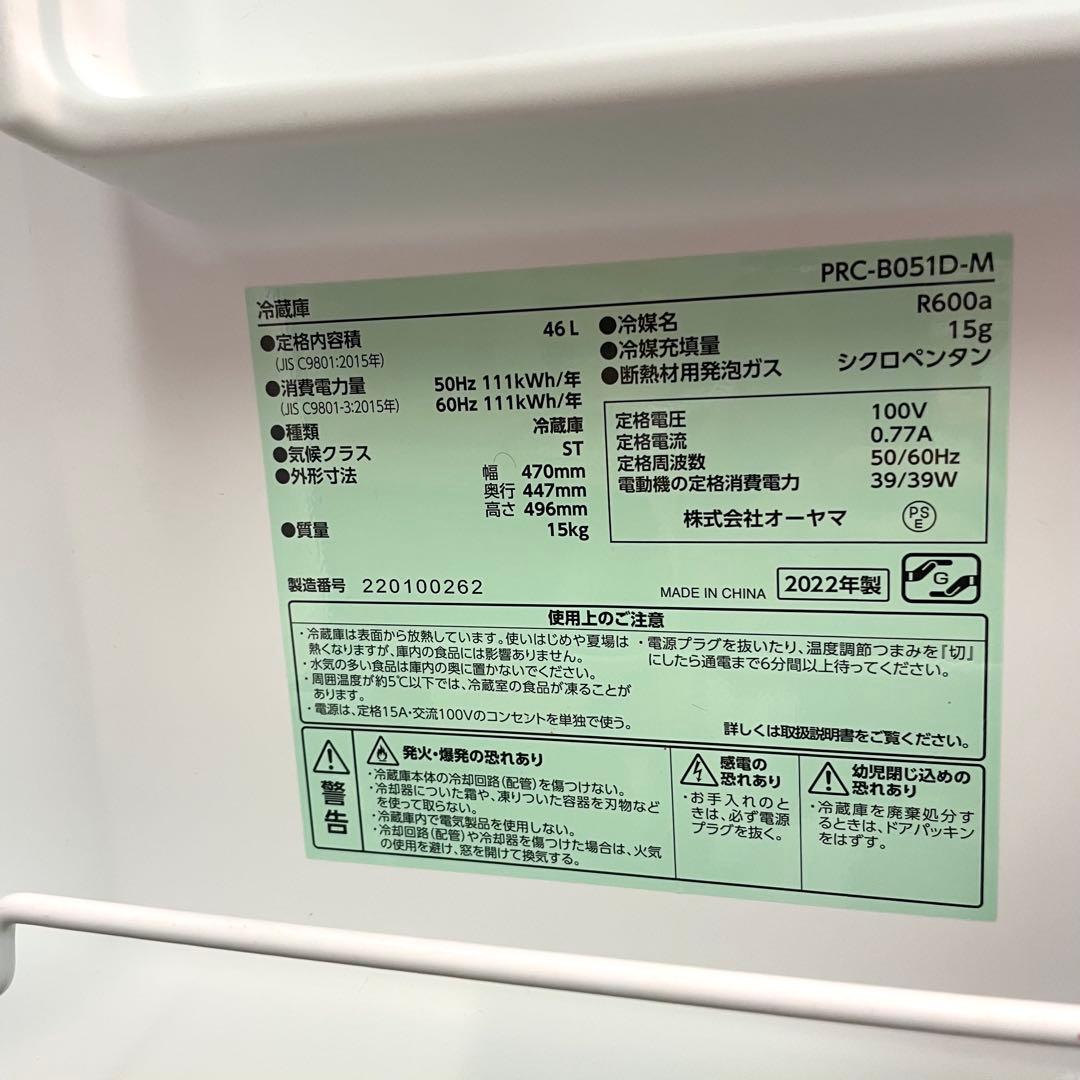 PRC-B051D-M
冷蔵庫
●定格内容積 46L
(JIS C9801:2015年)
●消費電力量 50Hz 111kWh/年
(JIS C9801-3:2015年) 60Hz 111kWh/年
●種類 冷蔵庫
●気候クラス ST
●外形寸法 幅 470mm
奥行 447mm
高さ 496mm
●質量 15kg
●冷媒名 R600a
●冷媒充填量 15g
●断熱材用発泡ガス シクロペンタン
定格電圧 100V
定格電流 0.77A
定格周波数 50/60Hz
電動機の定格消費電力 39/39W
株式会社オーヤマ PS E
製造番号 220100262
MADE IN CHINA 2022年製 G
使用上のご注意
・冷蔵庫は表面から放熱しています。使いはじめや夏場は
熱くなりますが、庫内の食品には影響ありません。
・水気の多い食品は庫内の奥に置かないでください。
・周囲温度が約5℃以下では、冷蔵室の食品が凍ることが
あります。
・電源は、定格15A・交流100Vのコンセントを単独で使う。
・電源プラグを抜いたり、温度調節つまみを『切』
にしたら通電まで6分間以上待ってください。
詳しくは取扱説明書をご覧ください。
警告
発火・爆発の恐れあり
・冷蔵庫本体の冷却回路(配管)を傷つけない。
・冷却器についた霜や、凍りついた容器を刃物など
を使って取らない。
・冷蔵庫内で電気製品を使用しない。
・冷却回路(配管)や冷却器を傷つけた場合は、火気
の使用を避け、窓を開けて換気する。
感電の
恐れあり
・お手入れのと
きは、必ず電源
プラグを抜く。
幼児閉じ込めの
恐れあり
・冷蔵庫を廃棄処分す
るときは、ドアパッキン
をはずす。